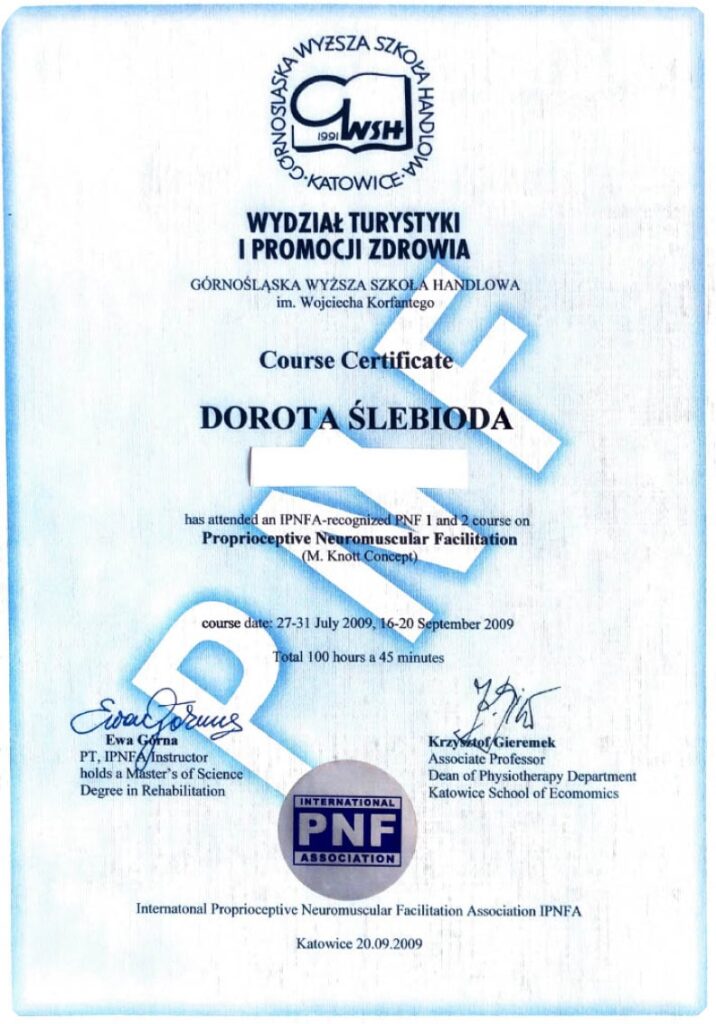 GÓRNOŚLĄSKA WYŻSZA SZKOŁA HANDLOWA
·KATOWICE·
1991 GWSH
WYDZIAŁ TURYSTYKI
I PROMOCJI ZDROWIA
GÓRNOŚLĄSKA WYŻSZA SZKOŁA HANDLOWA
im. Wojciecha Korfantego
Course Certificate
DOROTA ŚLEBIODA
has attended an IPNFA-recognized PNF 1 and 2 course on
Proprioceptive Neuromuscular Facilitation
(M. Knott Concept)
course date: 27-31 July 2009, 16-20 September 2009
Total 100 hours a 45 minutes
PNF
Ewa Górna
Ewa Górna
PT, IPNFA Instructor
holds a Master's of Science
Degree in Rehabilitation
Krzysztof Gieremek
Associate Professor
Dean of Physiotherapy Department
Katowice School of Ecomomics
INTERNATIONAL
PNF
ASSOCIATION
Internatonal Proprioceptive Neuromuscular Facilitation Association IPNFA
Katowice 20.09.2009